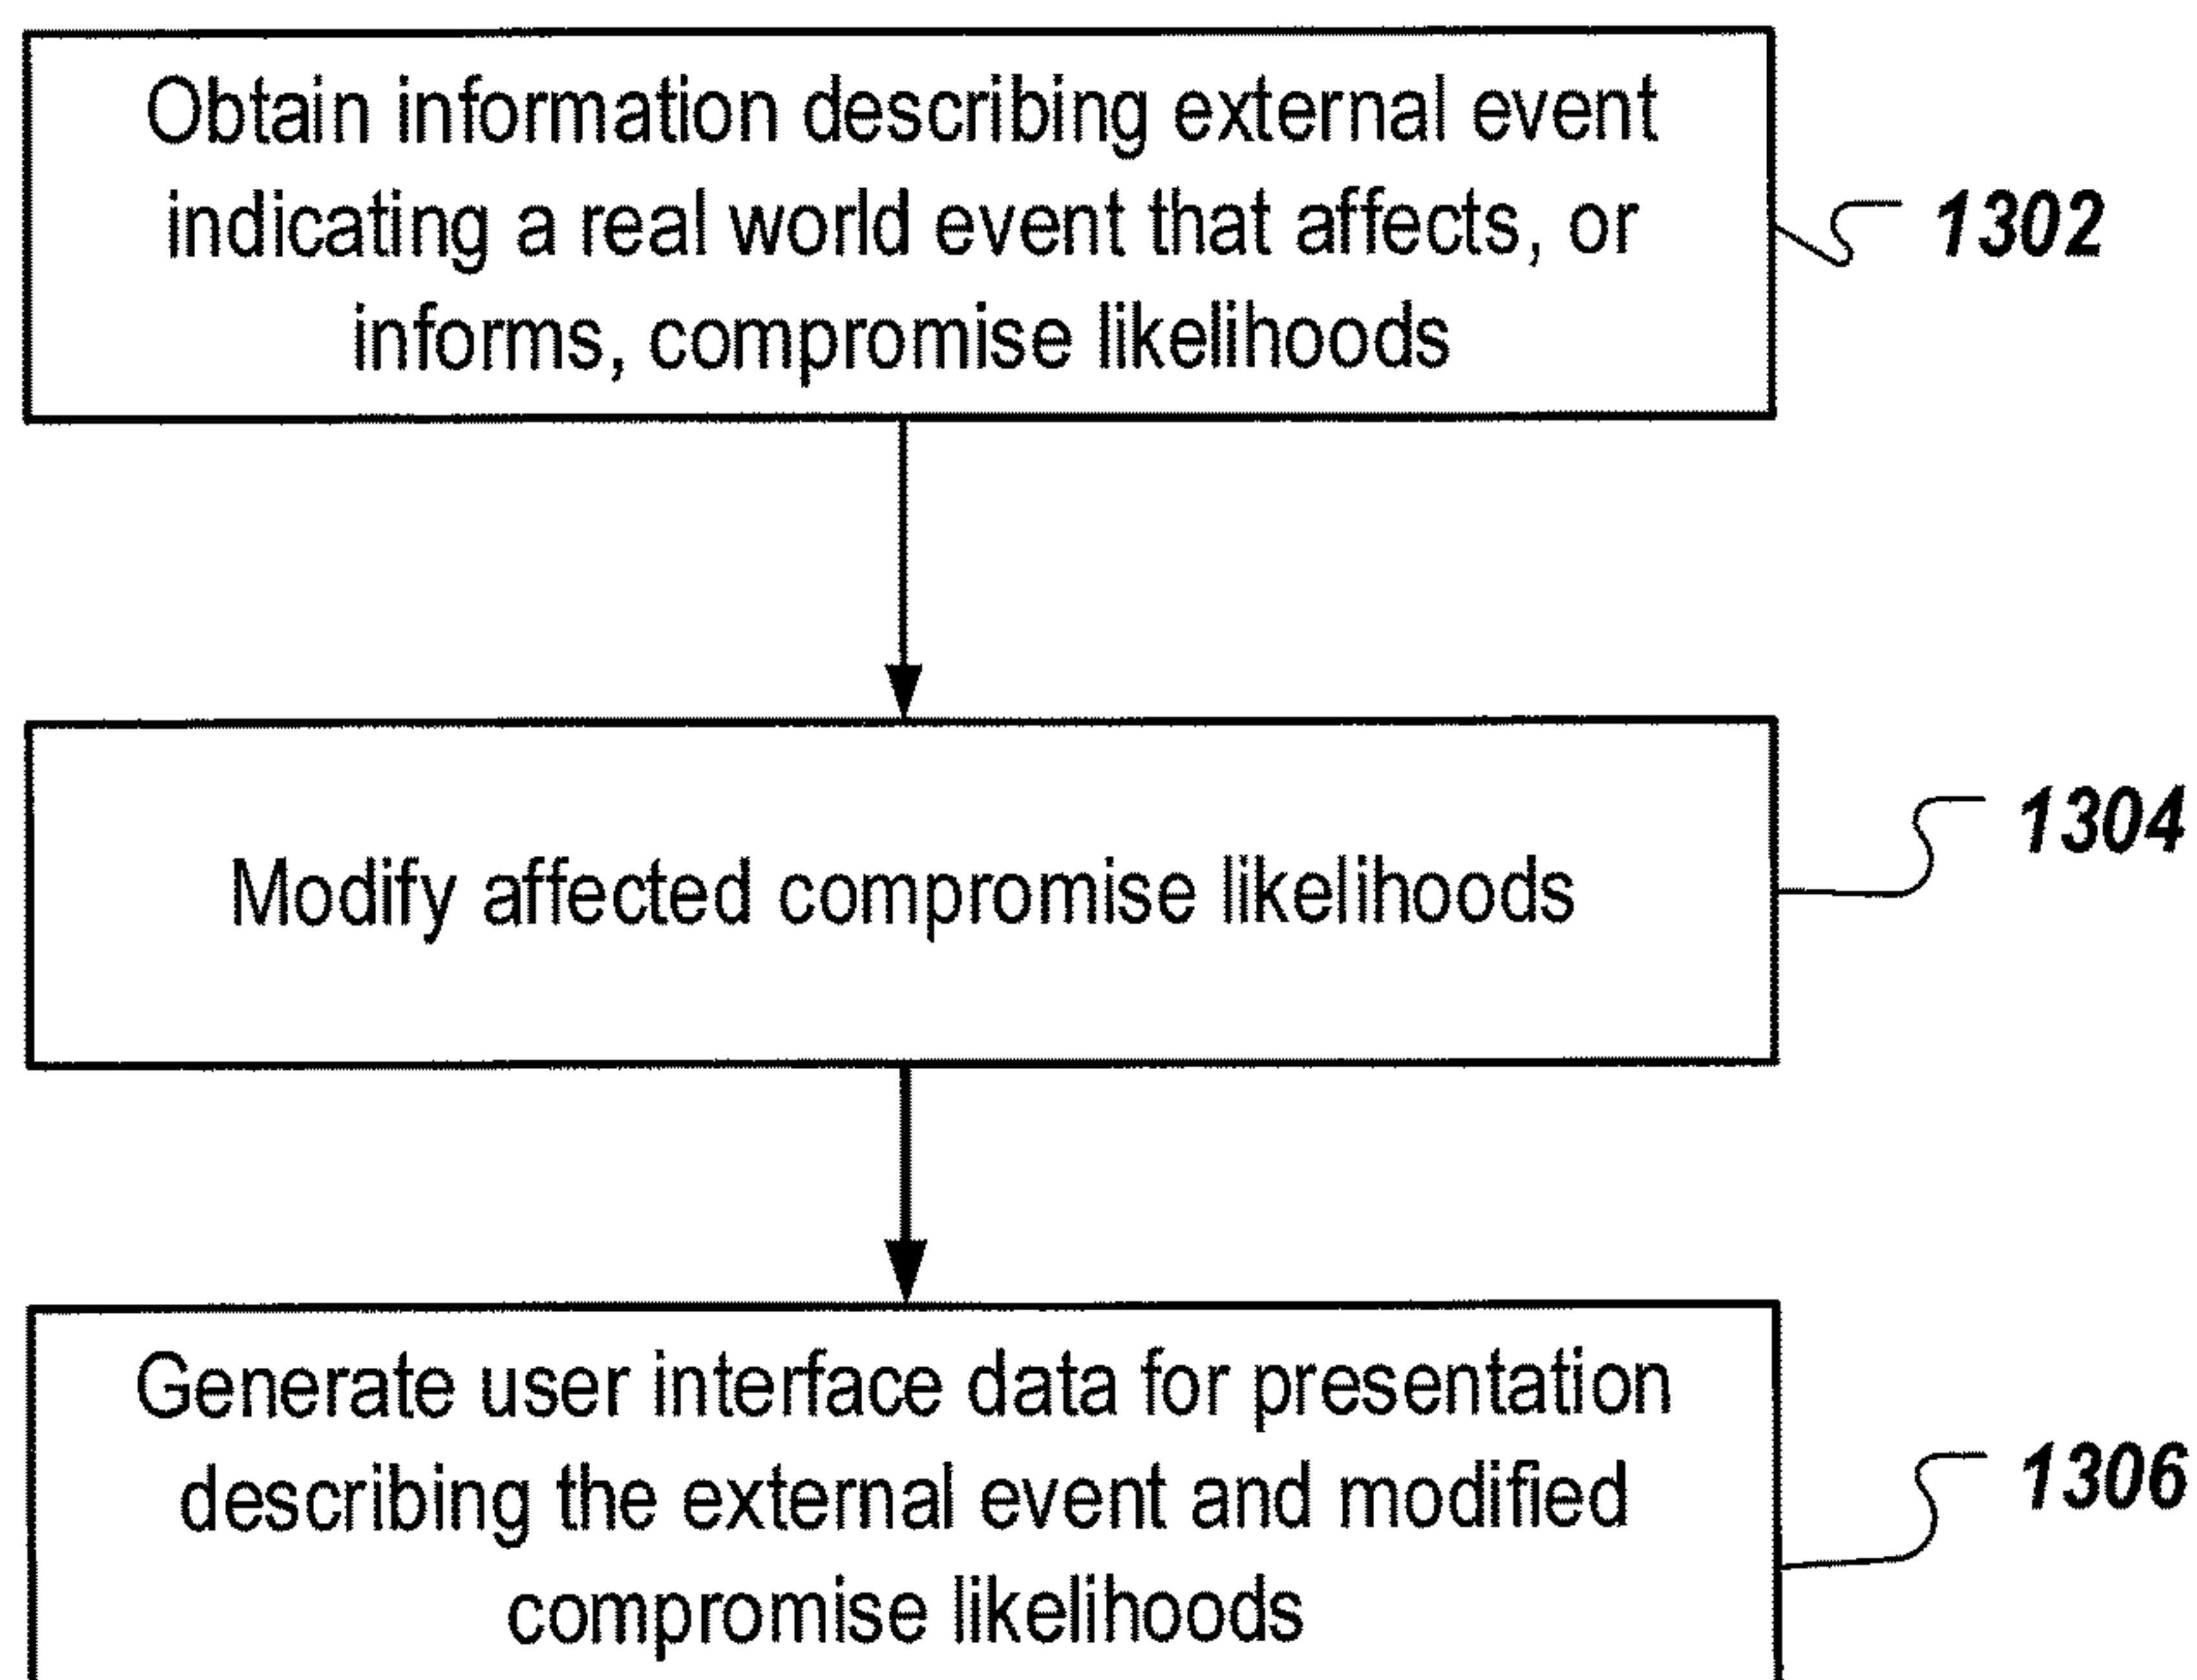 Obtain information describing external event
indicating a real world event that affects, or
informs, compromise likelihoods
1302
Modify affected compromise likelihoods
1304
Generate user interface data for presentation
describing the external event and modified
compromise likelihoods
1306